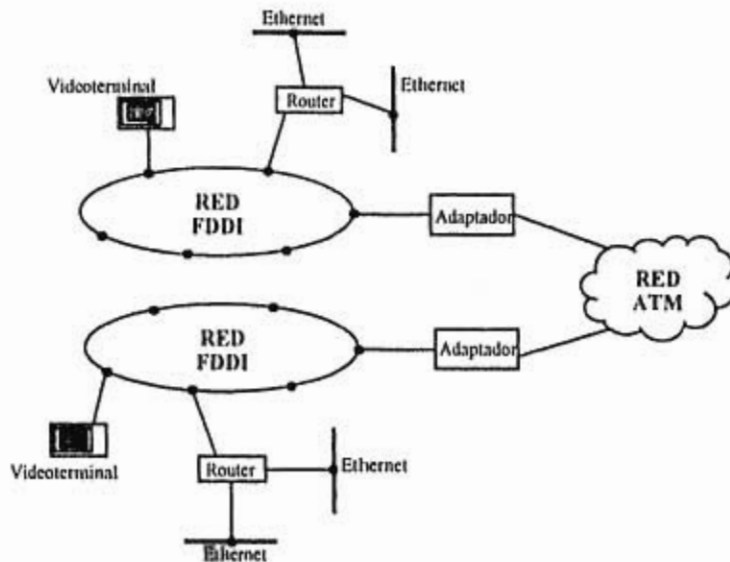 Ethernet
Videoterminal
Ethernet
Router
RED
FDDI
Adaptador
RED
ATM
RED
FDDI
Adaptador
Videoterminal
Router
Ethernet
Ethernet